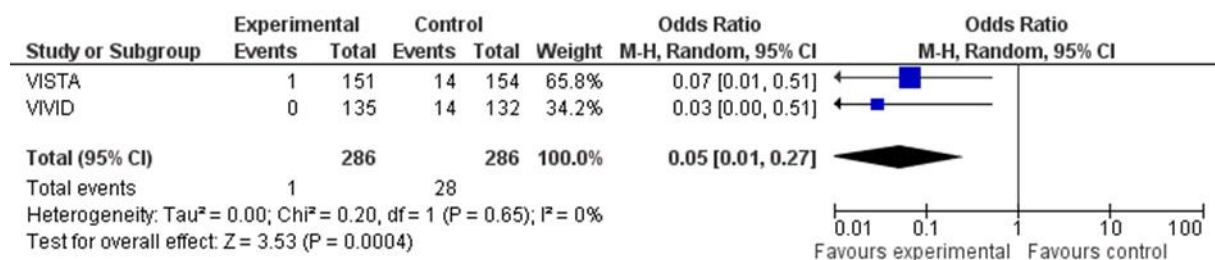 Experimental Control Odds Ratio Odds Ratio
Study or Subgroup Events Total Events Total Weight M-H, Random, 95% CI M-H, Random, 95% CI
VISTA 1 151 14 154 65.8% 0.07 [0.01, 0.51]
VIVID 0 135 14 132 34.2% 0.03 [0.00, 0.51]
Total (95% CI) 286 286 100.0% 0.05 [0.01, 0.27]
Total events 1 28
Heterogeneity: Tau² = 0.00; Chi² = 0.20, df = 1 (P = 0.65); I² = 0%
Test for overall effect: Z = 3.53 (P = 0.0004)
0.01 0.1 1 10 100
Favours experimental Favours control